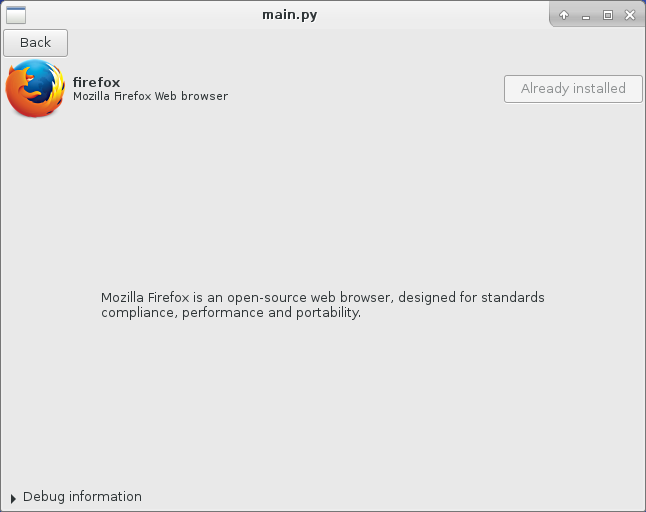 main.py
Back
firefox
Mozilla Firefox Web browser
Already installed
Mozilla Firefox is an open-source web browser, designed for standards
compliance, performance and portability.
Debug information